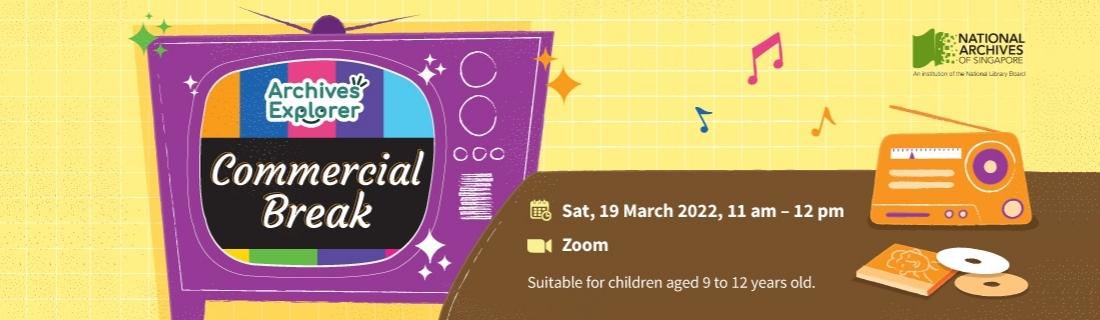 NATIONAL
ARCHIVES
OF SINGAPORE
An institution of the National Library Board
Archives
Explorer
Commercial
Break
Sat, 19 March 2022, 11 am – 12 pm
Zoom
Suitable for children aged 9 to 12 years old.